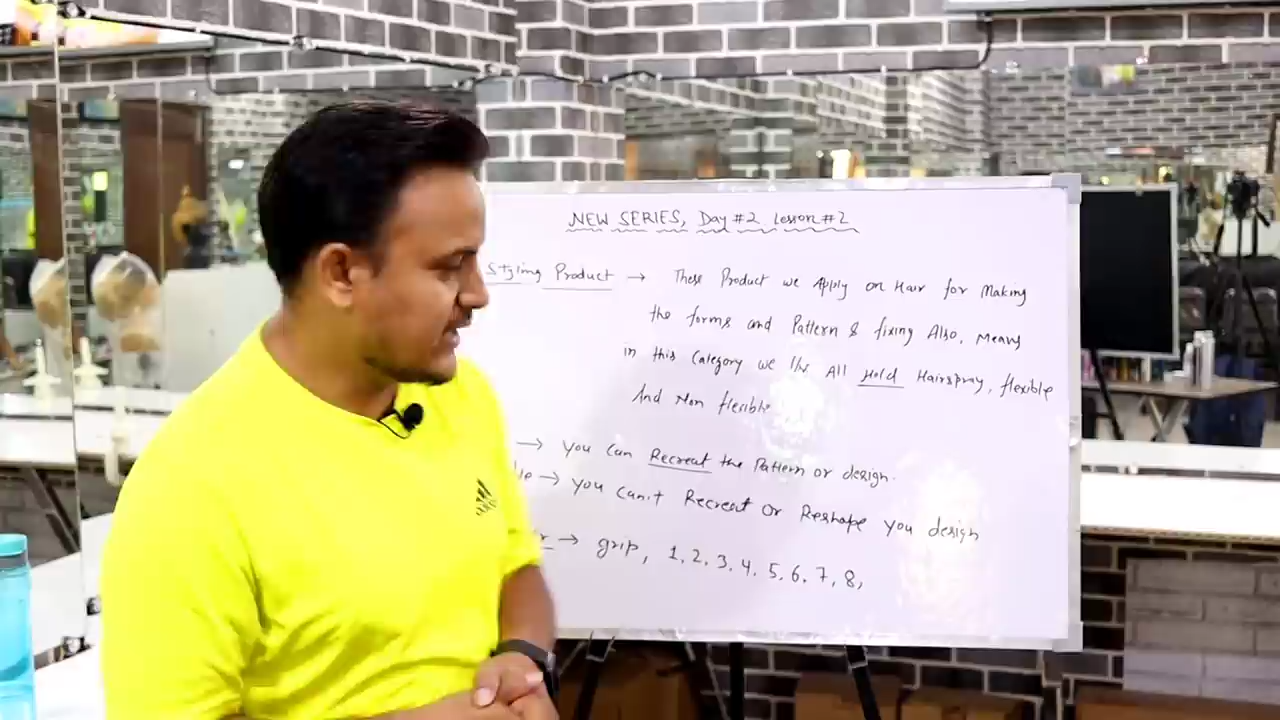 NEW SERIES, Day #2 Lesson #2
Styling Product → These Product we Apply on Hair for Making
the forms and Pattern & fixing Also, Means
in this Category we Use All Hold Hairspray, flexible
And Non flexible
→ you Can Recreat the Pattern or design.
→ you Can't Recreat or Reshape you design
→ grip, 1, 2, 3, 4, 5, 6, 7, 8,